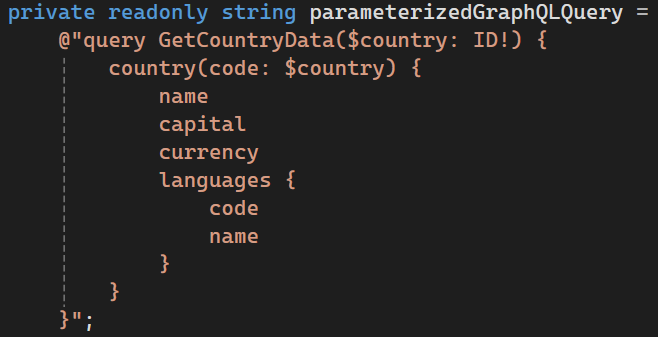 private readonly string parameterizedGraphQLQuery =
    @"query GetCountryData($country: ID!) {
        country(code: $country) {
            name
            capital
            currency
            languages {
                code
                name
            }
        }
    }";